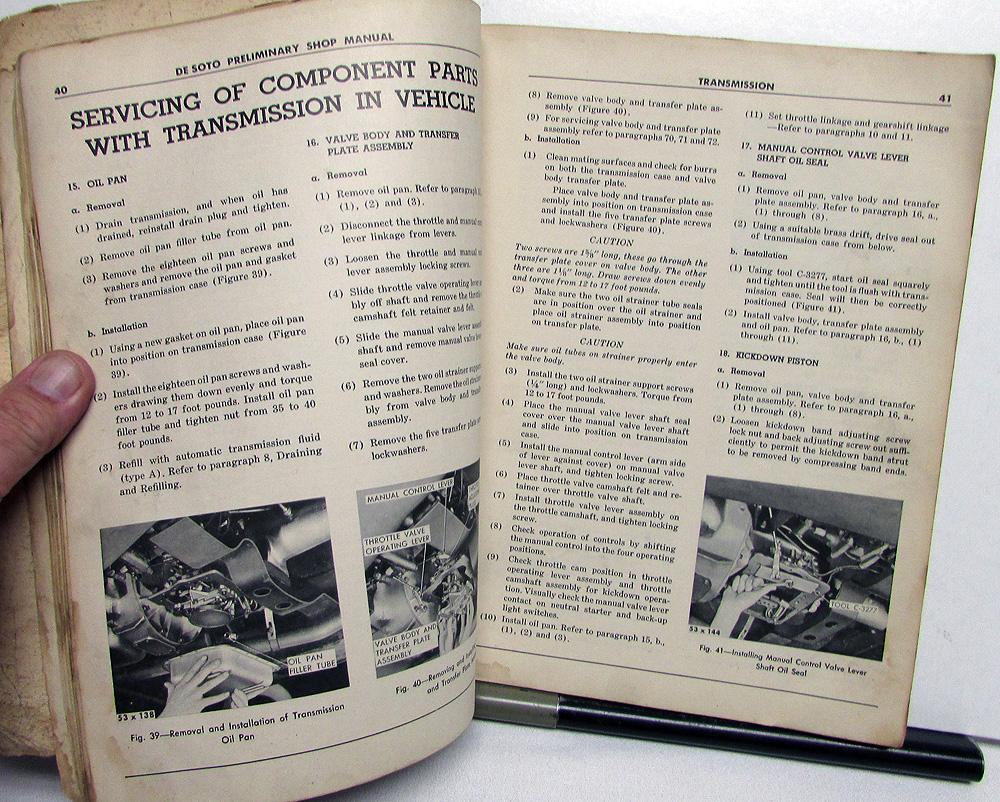 40
DE SOTO PRELIMINARY SHOP MANUAL
SERVICING OF COMPONENT PARTS
WITH TRANSMISSION IN VEHICLE
15. OIL PAN
a. Removal
(1) Drain transmission, and when oil has
drained, reinstall drain plug and tighten.
(2) Remove oil pan filler tube from oil pan.
(3) Remove the eighteen oil pan screws and
washers and remove the oil pan and gasket
from transmission case (Figure 39).
b. Installation
(1) Using a new gasket on oil pan, place oil pan
into position on transmission case (Figure
39).
(2) Install the eighteen oil pan screws and wash-
ers drawing them down evenly and torque
from 12 to 17 foot pounds. Install oil pan
filler tube and tighten nut from 35 to 40
foot pounds.
(3) Refill with automatic transmission fluid
(type A). Refer to paragraph 8, Draining
and Refilling.
OIL PAN
FILLER TUBE
53 x 138
Fig. 39—Removal and Installation of Transmission
Oil Pan
16. VALVE BODY AND TRANSFER
PLATE ASSEMBLY
a. Removal
(1) Remove oil pan. Refer to paragraph
(1), (2) and (3).
(2) Disconnect the throttle and manual
lever linkage from levers.
(3) Loosen the throttle and manual
lever assembly locking screws.
(4) Slide throttle valve operating
bly off shaft and remove the
camshaft felt retainer and felt.
(5) Slide the manual valve lever
shaft and remove manual
seal cover.
(6) Remove the two oil strainer
and washers. Remove the oil
bly from valve body and
assembly.
(7) Remove the five transfer plate
lockwashers.
MANUAL CONTROL LEVER
THROTTLE VALVE
OPERATING LEVER
VALVE BODY AND
TRANSFER PLATE
ASSEMBLY
Fig. 40—Removing and
and Transfer Plate
TRANSMISSION
41
(8) Remove valve body and transfer plate as-
sembly (Figure 40).
(9) For servicing valve body and transfer plate
assembly refer to paragraphs 70, 71 and 72.
b. Installation
(1) Clean mating surfaces and check for burrs
on both the transmission case and valve
body transfer plate.
Place valve body and transfer plate as-
sembly into position on transmission case
and install the five transfer plate screws
and lockwashers (Figure 40).
CAUTION
Two screws are long, these go through the
transfer plate cover on valve body. The other
three are long. Draw screws down evenly
and torque from 12 to 17 foot pounds.
(2) Make sure the two oil strainer tube seals
are in position over the oil strainer and
place oil strainer assembly into position
on transfer plate.
CAUTION
Make sure oil tubes on strainer properly enter
the valve body.
(3) Install the two oil strainer support screws
(¼" long) and lockwashers. Torque from
12 to 17 foot pounds.
(4) Place the manual valve lever shaft seal
cover over the manual valve lever shaft
and slide into position on transmission
case.
(5) Install the manual control lever (arm side
of lever against cover) on manual valve
lever shaft, and tighten locking screw.
(6) Place throttle valve camshaft felt and re-
tainer over throttle valve shaft.
(7) Install throttle valve lever assembly on
the throttle camshaft, and tighten locking
screw.
(8) Check operation of controls by shifting
the manual control into the four operating
positions.
(9) Check throttle cam position in throttle
operating lever assembly and throttle
camshaft assembly for kickdown opera-
tion. Visually check the manual valve lever
contact on neutral starter and back-up
light switches.
(10) Install oil pan. Refer to paragraph 15, b.,
(1), (2) and (3).
(11) Set throttle linkage and gearshift linkage
—Refer to paragraphs 10 and 11.
17. MANUAL CONTROL VALVE LEVER
SHAFT OIL SEAL
a. Removal
(1) Remove oil pan, valve body and transfer
plate assembly. Refer to paragraph 16, a.,
(1) through (8).
(2) Using a suitable brass drift, drive seal out
of transmission case from below.
b. Installation
(1) Using tool C-3277, start oil seal squarely
and tighten until the tool is flush with trans-
mission case. Seal will then be correctly
positioned (Figure 41).
(2) Install valve body, transfer plate assembly
and oil pan. Refer to paragraph 16, b., (1)
through (11).
18. KICKDOWN PISTON
a. Removal
(1) Remove oil pan, valve body and transfer
plate assembly. Refer to paragraph 16, a.,
(1) through (8).
(2) Loosen kickdown band adjusting screw
lock nut and back adjusting screw out suffi-
ciently to permit the kickdown band strut
to be removed by compressing band ends.
TOOL C-3277
53 x 144
Fig. 41—Installing Manual Control Valve Lever
Shaft Oil Seal